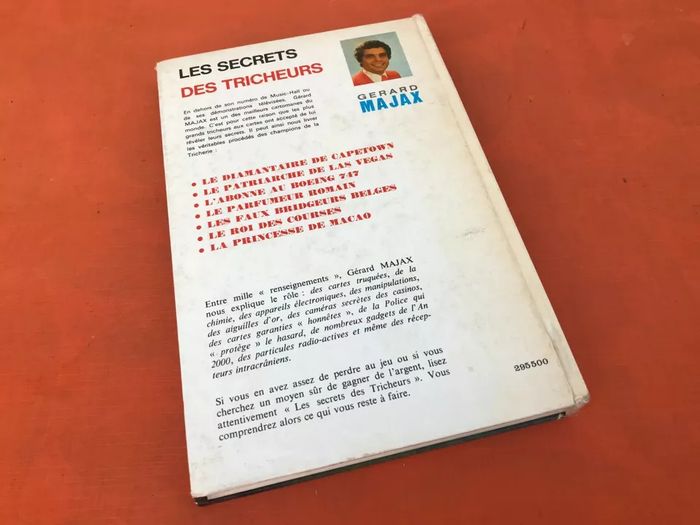 LES SECRETS
DES TRICHEURS
GERARD
MAJAX
En dehors de son numéro de Music-Hall ou
de ses démonstrations télévisées, Gérard
MAJAX est un des meilleurs cartomanes du
monde. C'est pour cette raison que les plus
grands tricheurs aux cartes ont accepté de lui
révéler leurs secrets. Il peut ainsi nous livrer
les véritables procédés des champions de la
Tricherie :
• LE DIAMANTAIRE DE CAPETOWN
• LE PATRIARCHE DE LAS VEGAS
• L'ABONNE AU BOEING 747
• LE PARFUMEUR ROMAIN
• LES FAUX BRIDGEURS BELGES
• LE ROI DES COURSES
• LA PRINCESSE DE MACAO
Entre mille « renseignements », Gérard MAJAX
nous explique le rôle : des cartes truquées, de la
chimie, des appareils électroniques, des manipulations,
des aiguilles d'or, des caméras secrètes des casinos,
des cartes garanties « honnêtes », de la Police qui
« protège » le hasard, de nombreux gadgets de l'An
2000, des particules radio-actives et même des récep-
teurs intracrâniens.
Si vous en avez assez de perdre au jeu ou si vous
cherchez un moyen sûr de gagner de l'argent, lisez
attentivement « Les secrets des Tricheurs ». Vous
comprendrez alors ce qui vous reste à faire.
295500